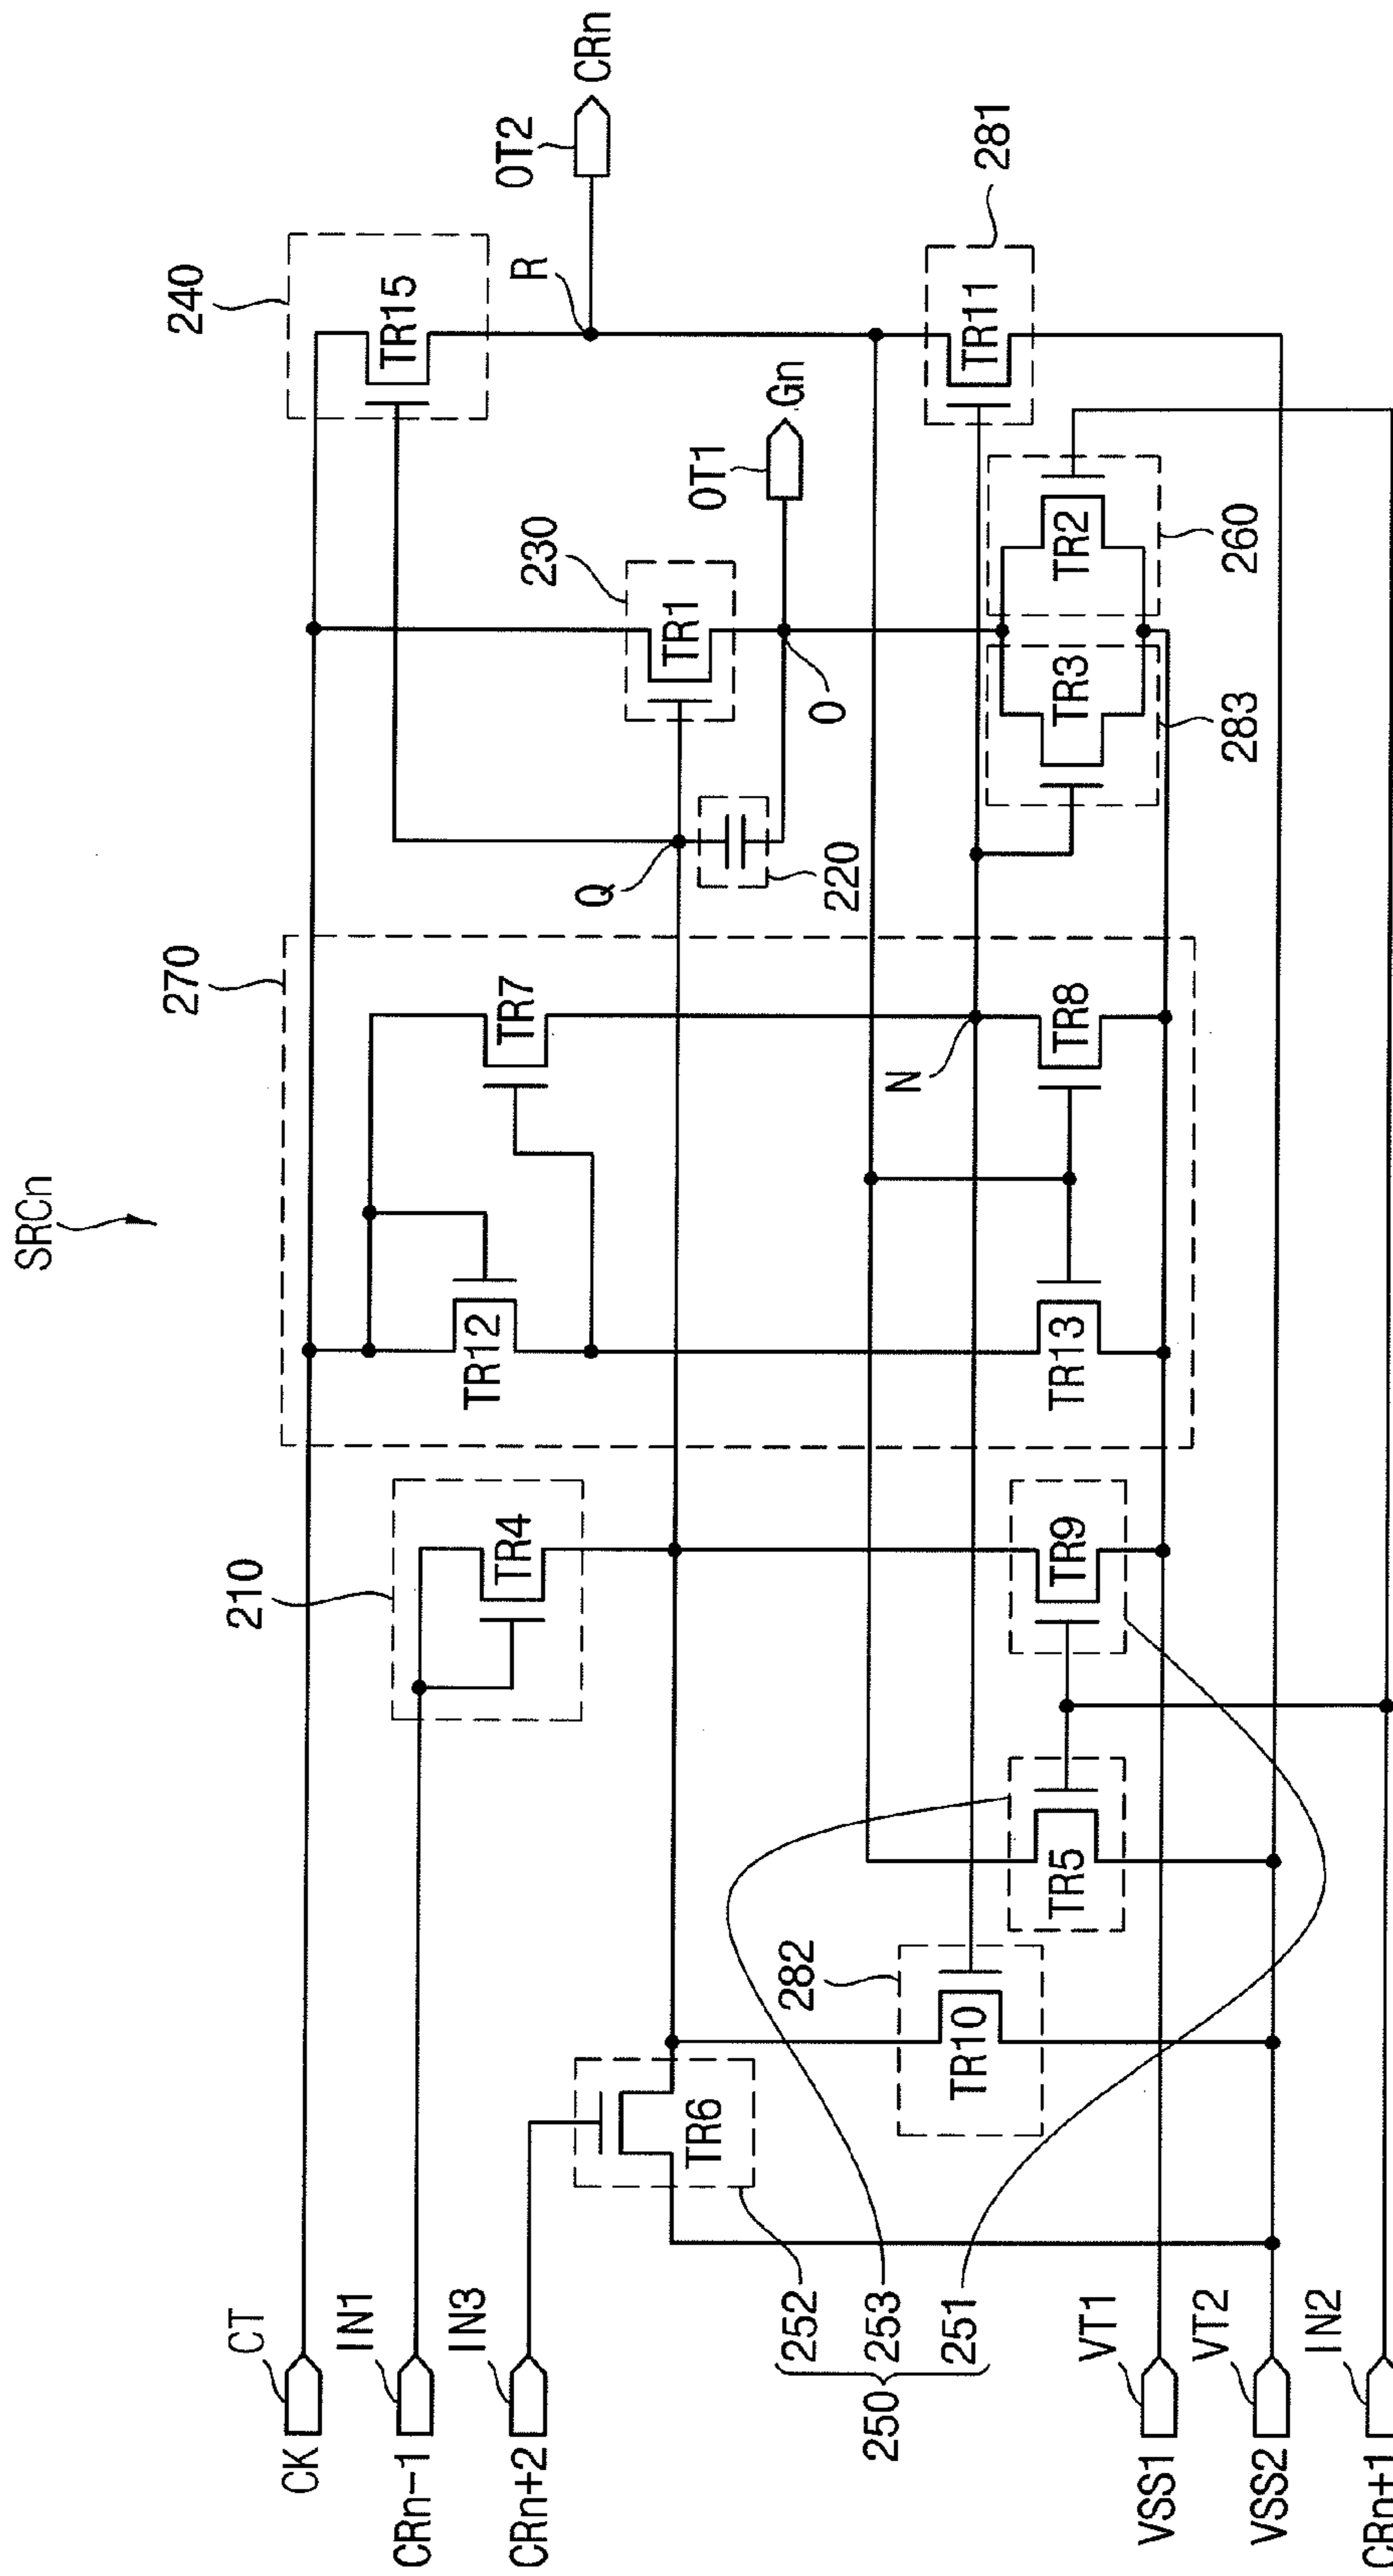 SRCn
CT
CK
IN1
CRn-1
IN3
CRn+2
210
TR4
270
TR12
TR7
TR13
TR8
N
Q
220
230
TR1
O
OT1
Gn
240
TR15
R
OT2
CRn
TR6
252
253
251
250
282
TR10
TR5
TR9
TR3
283
TR2
260
TR11
281
VT1
VSS1
VT2
VSS2
IN2
CRn+1